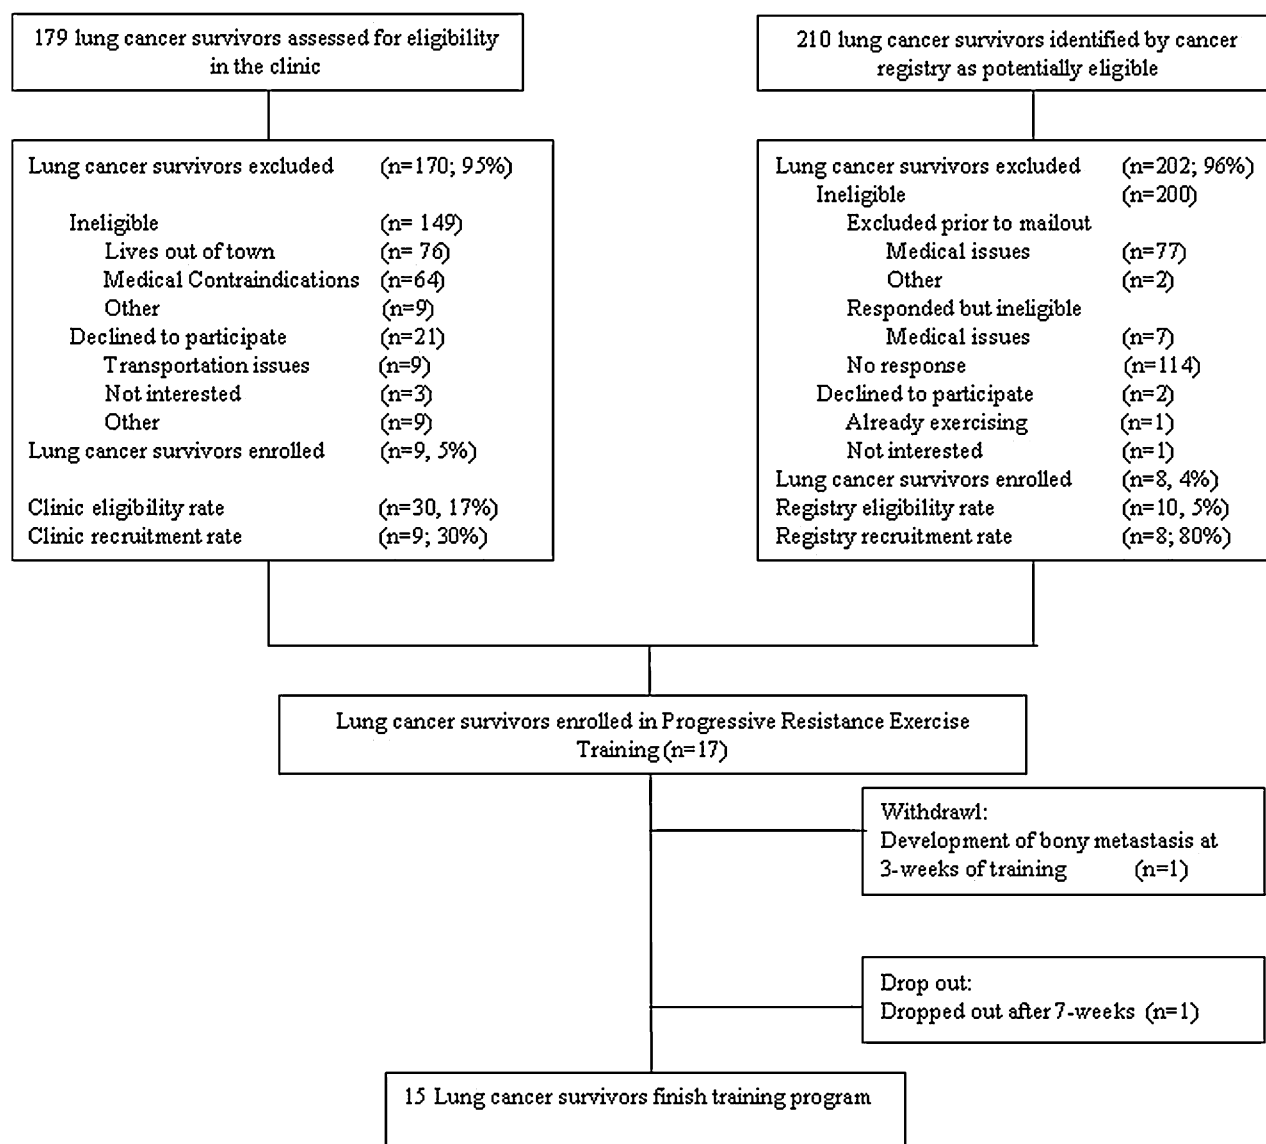 179 lung cancer survivors assessed for eligibility
in the clinic
Lung cancer survivors excluded (n=170; 95%)
Ineligible (n= 149)
Lives out of town (n= 76)
Medical Contraindications (n=64)
Other (n=9)
Declined to participate (n=21)
Transportation issues (n=9)
Not interested (n=3)
Other (n=9)
Lung cancer survivors enrolled (n=9, 5%)
Clinic eligibility rate (n=30, 17%)
Clinic recruitment rate (n=9; 30%)
210 lung cancer survivors identified by cancer
registry as potentially eligible
Lung cancer survivors excluded (n=202; 96%)
Ineligible (n=200)
Excluded prior to mailout
Medical issues (n=77)
Other (n=2)
Responded but ineligible
Medical issues (n=7)
No response (n=114)
Declined to participate (n=2)
Already exercising (n=1)
Not interested (n=1)
Lung cancer survivors enrolled (n=8, 4%)
Registry eligibility rate (n=10, 5%)
Registry recruitment rate (n=8; 80%)
Lung cancer survivors enrolled in Progressive Resistance Exercise
Training (n=17)
Withdrawl:
Development of bony metastasis at
3-weeks of training (n=1)
Drop out:
Dropped out after 7-weeks (n=1)
15 Lung cancer survivors finish training program